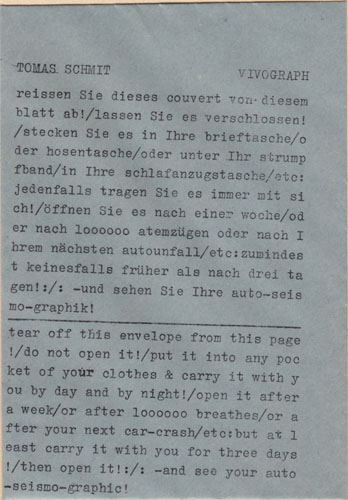 TOMAS SCHMIT VIVOGRAPH
reissen Sie dieses couvert von diesem
blatt ab!/lassen Sie es verschlossen!
/stecken Sie es in Ihre brieftasche/o
der hosentasche/oder unter Ihr strump
fband/in Ihre schlafanzugstasche/etc:
jedenfalls tragen Sie es immer mit si
ch!/öffnen Sie es nach einer woche/od
er nach loooooo atemzügen oder nach I
hrem nächsten autounfall/etc:zumindes
t keinesfalls früher als nach drei ta
gen!:/: -und sehen Sie Ihre auto-seis
mo-graphik!
tear off this envelope from this page
!/do not open it!/put it into any poc
ket of your clothes & carry it with y
ou by day and by night!/open it after
a week/or after loooooo breathes/or a
fter your next car-crash/etc:but at l
east carry it with you for three days
!/then open it!:/: -and see your auto
-seismo-graphic!